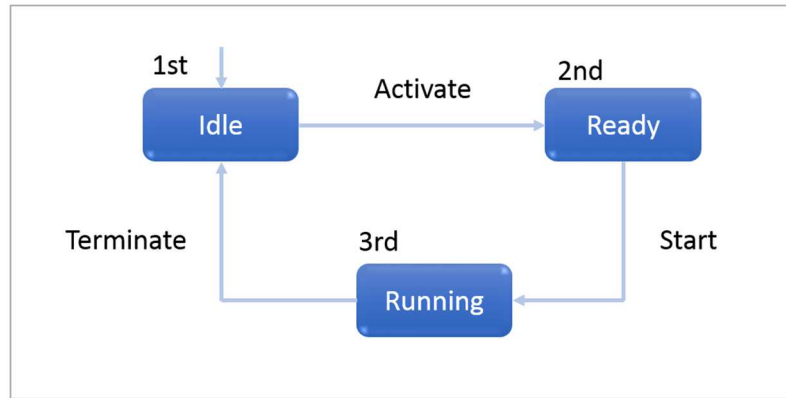 1st
2nd
Activate
Idle
Ready
Terminate
3rd
Start
Running